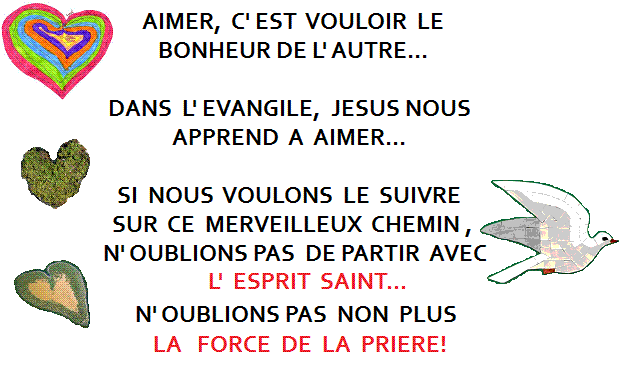 AIMER, C'EST VOULOIR LE
BONHEUR DE L'AUTRE...
DANS L'EVANGILE, JESUS NOUS
APPREND A AIMER...
SI NOUS VOULONS LE SUIVRE
SUR CE MERVEILLEUX CHEMIN,
N'OUBLIONS PAS DE PARTIR AVEC
L'ESPRIT SAINT...
N'OUBLIONS PAS NON PLUS
LA FORCE DE LA PRIERE!